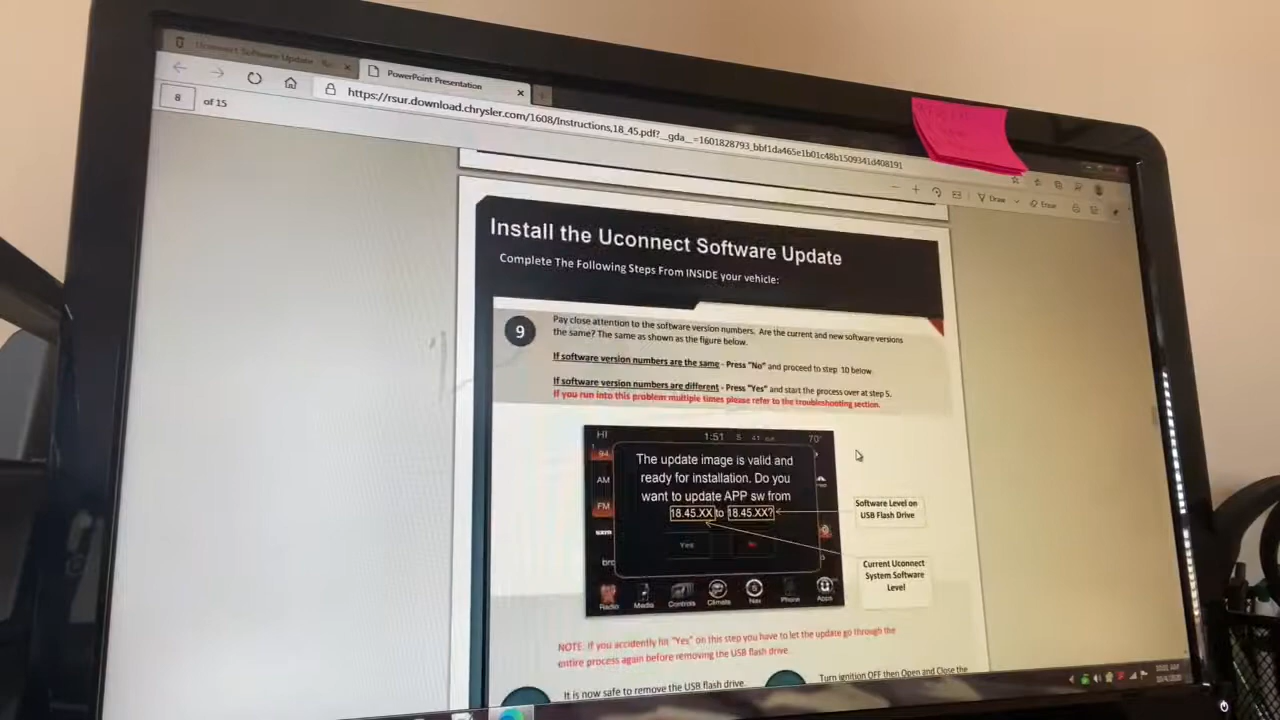 Uconnect Software Update
PowerPoint Presentation
https://rsur.download.chrysler.com/1608/Instructions,18_45.pdf?__gda__=1601828793_bbf1da465e1b01c48b1509341d408191
8 of 15
Draw
Erase
Install the Uconnect Software Update
Complete The Following Steps From INSIDE your vehicle:
9
Pay close attention to the software version numbers. Are the current and new software versions
the same? The same as shown as the figure below.
If software version numbers are the same - Press "No" and proceed to step 10 below
If software version numbers are different - Press "Yes" and start the process over at step 5.
If you run into this problem multiple times please refer to the troubleshooting section.
HI 1:51 S 70°
94
AM
FM
The update image is valid and
ready for installation. Do you
want to update APP sw from
18.45.XX to 18.45.XX?
Yes No
Radio Media Controls Climate Nav Phone Apps
Software Level on
USB Flash Drive
Current Uconnect
System Software
Level
NOTE: If you accidently hit "Yes" on this step you have to let the update go through the
entire process again before removing the USB flash drive.
It is now safe to remove the USB flash drive.
Turn ignition OFF then Open and Close the